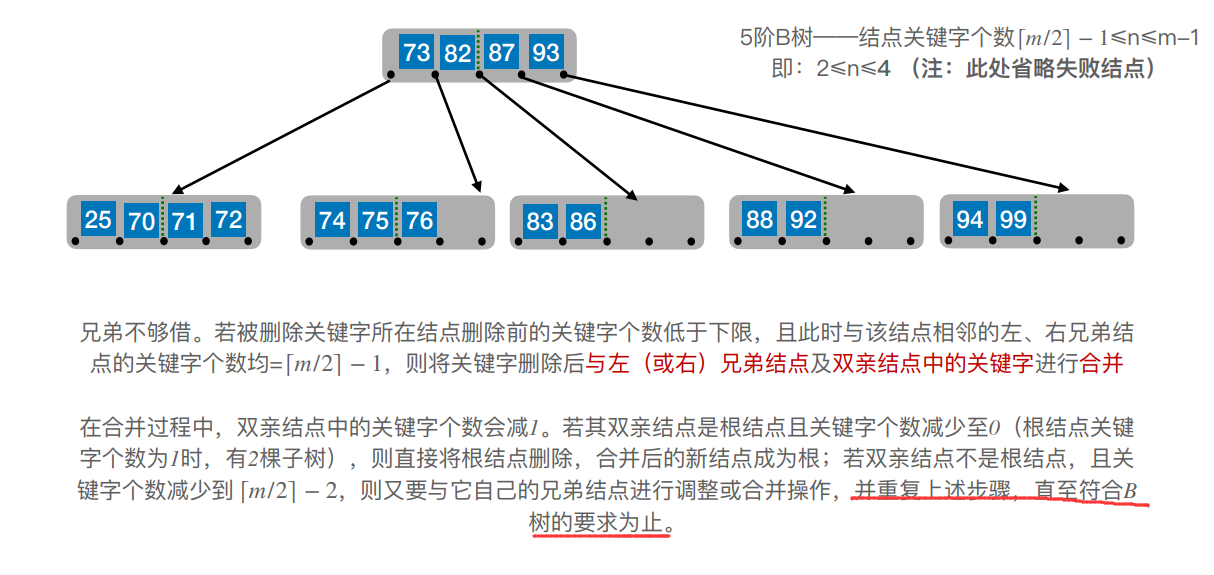 73 82 87 93
5阶B树——结点关键字个数⌈m/2⌉ − 1≤n≤m–1
即：2≤n≤4 （注：此处省略失败结点）
25 70 71 72
74 75 76
83 86
88 92
94 99
兄弟不够借。若被删除关键字所在结点删除前的关键字个数低于下限，且此时与该结点相邻的左、右兄弟结
点的关键字个数均=⌈m/2⌉ − 1，则将关键字删除后与左（或右）兄弟结点及双亲结点中的关键字进行合并
在合并过程中，双亲结点中的关键字个数会减1。若其双亲结点是根结点且关键字个数减少至0（根结点关键
字个数为1时，有2棵子树），则直接将根结点删除，合并后的新结点成为根；若双亲结点不是根结点，且关
键字个数减少到 ⌈m/2⌉ − 2，则又要与它自己的兄弟结点进行调整或合并操作，并重复上述步骤，直至符合B
树的要求为止。